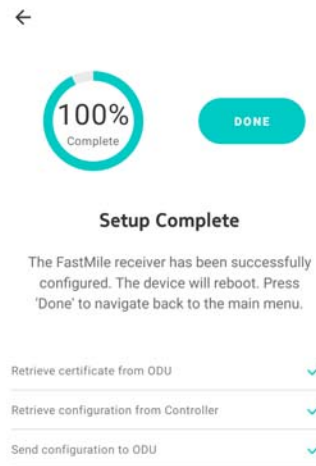 100%
Complete
DONE
Setup Complete
The FastMile receiver has been successfully
configured. The device will reboot. Press
'Done' to navigate back to the main menu.
Retrieve certificate from ODU
Retrieve configuration from Controller
Send configuration to ODU